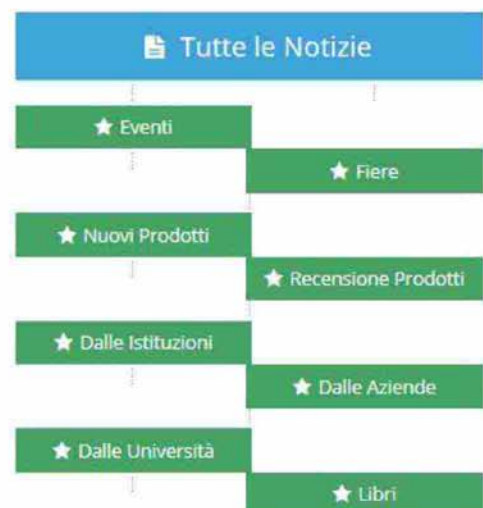 Tutte le Notizie
Eventi
Fiere
Nuovi Prodotti
Recensione Prodotti
Dalle Istituzioni
Dalle Aziende
Dalle Università
Libri